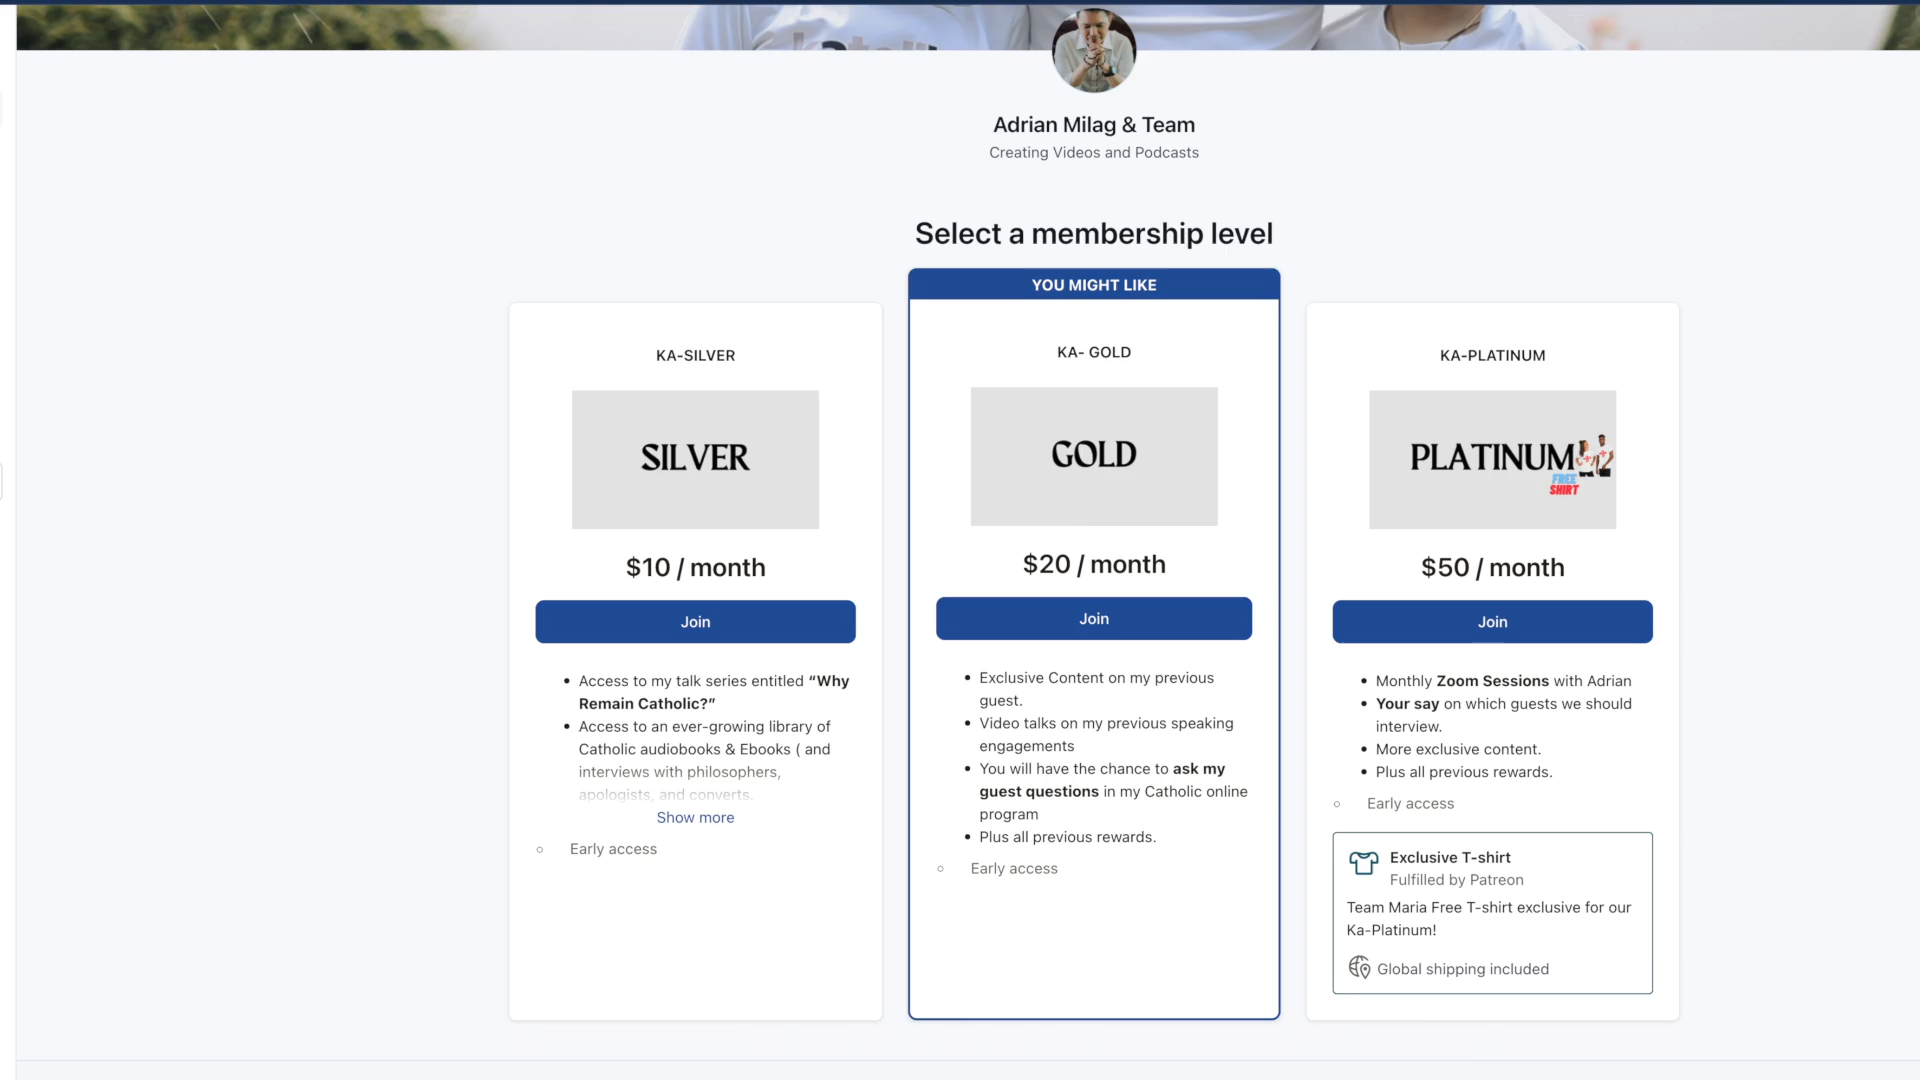 Adrian Milag & Team
Creating Videos and Podcasts
Select a membership level
KA-SILVER
SILVER
$10 / month
Join
• Access to my talk series entitled “Why
Remain Catholic?”
• Access to an ever-growing library of
Catholic audiobooks & Ebooks ( and
interviews with philosophers,
apologists, and converts.
Show more
Early access
YOU MIGHT LIKE
KA- GOLD
GOLD
$20 / month
Join
• Exclusive Content on my previous
guest.
• Video talks on my previous speaking
engagements
• You will have the chance to ask my
guest questions in my Catholic online
program
• Plus all previous rewards.
Early access
KA-PLATINUM
PLATINUM
FREE
SHIRT
$50 / month
Join
• Monthly Zoom Sessions with Adrian
• Your say on which guests we should
interview.
• More exclusive content.
• Plus all previous rewards.
Early access
Exclusive T-shirt
Fulfilled by Patreon
Team Maria Free T-shirt exclusive for our
Ka-Platinum!
Global shipping included